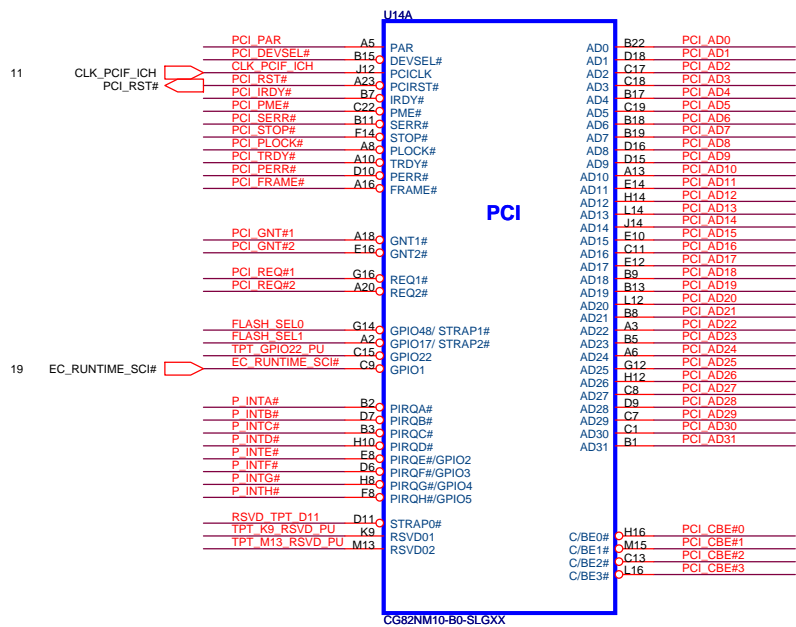 U14A
PCI_PAR A5 PAR AD0 B22 PCI_AD0
PCI_DEVSEL# B15 DEVSEL# AD1 D18 PCI_AD1
11 CLK_PCIF_ICH CLK_PCIF_ICH J12 PCICLK AD2 C17 PCI_AD2
PCI_RST# PCI_RST# A23 PCIRST# AD3 C18 PCI_AD3
PCI_IRDY# B7 IRDY# AD4 B17 PCI_AD4
PCI_PME# C22 PME# AD5 C19 PCI_AD5
PCI_SERR# B11 SERR# AD6 B18 PCI_AD6
PCI_STOP# F14 STOP# AD7 B19 PCI_AD7
PCI_PLOCK# A8 PLOCK# AD8 D16 PCI_AD8
PCI_TRDY# A10 TRDY# AD9 D15 PCI_AD9
PCI_PERR# D10 PERR# AD10 A13 PCI_AD10
PCI_FRAME# A16 FRAME# AD11 E14 PCI_AD11
AD12 H14 PCI_AD12
PCI
AD13 L14 PCI_AD13
AD14 J14 PCI_AD14
PCI_GNT#1 A18 GNT1# AD15 E10 PCI_AD15
PCI_GNT#2 E16 GNT2# AD16 C11 PCI_AD16
AD17 E12 PCI_AD17
PCI_REQ#1 G16 REQ1# AD18 B9 PCI_AD18
PCI_REQ#2 A20 REQ2# AD19 B13 PCI_AD19
AD20 L12 PCI_AD20
AD21 B8 PCI_AD21
FLASH_SEL0 G14 GPIO48/ STRAP1# AD22 A3 PCI_AD22
FLASH_SEL1 A2 GPIO17/ STRAP2# AD23 B5 PCI_AD23
TPT_GPIO22_PU C15 GPIO22 AD24 A6 PCI_AD24
19 EC_RUNTIME_SCI# EC_RUNTIME_SCI# C9 GPIO1 AD25 G12 PCI_AD25
AD26 H12 PCI_AD26
AD27 C8 PCI_AD27
P_INTA# B2 PIRQA# AD28 D9 PCI_AD28
P_INTB# D7 PIRQB# AD29 C7 PCI_AD29
P_INTC# B3 PIRQC# AD30 C1 PCI_AD30
P_INTD# H10 PIRQD# AD31 B1 PCI_AD31
P_INTE# E8 PIRQE#/GPIO2
P_INTF# D6 PIRQF#/GPIO3
P_INTG# H8 PIRQG#/GPIO4
P_INTH# F8 PIRQH#/GPIO5
RSVD_TPT_D11 D11 STRAP0#
TPT_K9_RSVD_PU K9 RSVD01 C/BE0# H16 PCI_CBE#0
TPT_M13_RSVD_PU M13 RSVD02 C/BE1# M15 PCI_CBE#1
C/BE2# C13 PCI_CBE#2
C/BE3# L16 PCI_CBE#3
CG82NM10-B0-SLGXX